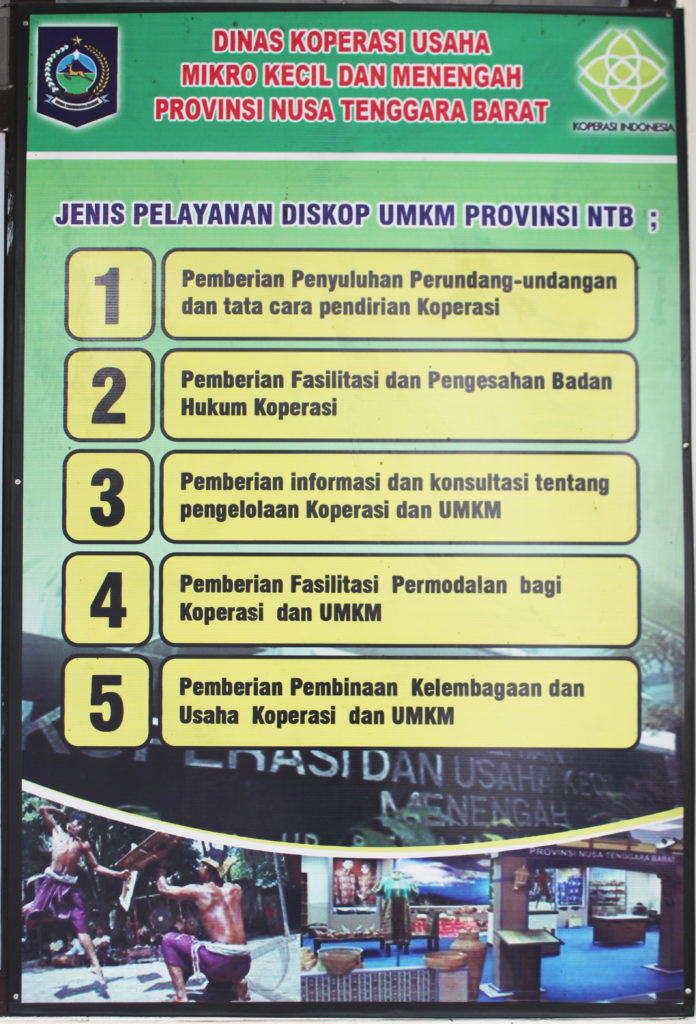 DINAS KOPERASI USAHA
MIKRO KECIL DAN MENENGAH
PROVINSI NUSA TENGGARA BARAT
KOPERASI INDONESIA
JENIS PELAYANAN DISKOP UMKM PROVINSI NTB ;
1
Pemberian Penyuluhan Perundang-undangan
dan tata cara pendirian Koperasi
2
Pemberian Fasilitasi dan Pengesahan Badan
Hukum Koperasi
3
Pemberian informasi dan konsultasi tentang
pengelolaan Koperasi dan UMKM
4
Pemberian Fasilitasi Permodalan bagi
Koperasi dan UMKM
5
Pemberian Pembinaan Kelembagaan dan
Usaha Koperasi dan UMKM
KOPERASI DAN USAHA KECIL
MENENGAH
PROVINSI NUSA TENGGARA BARAT